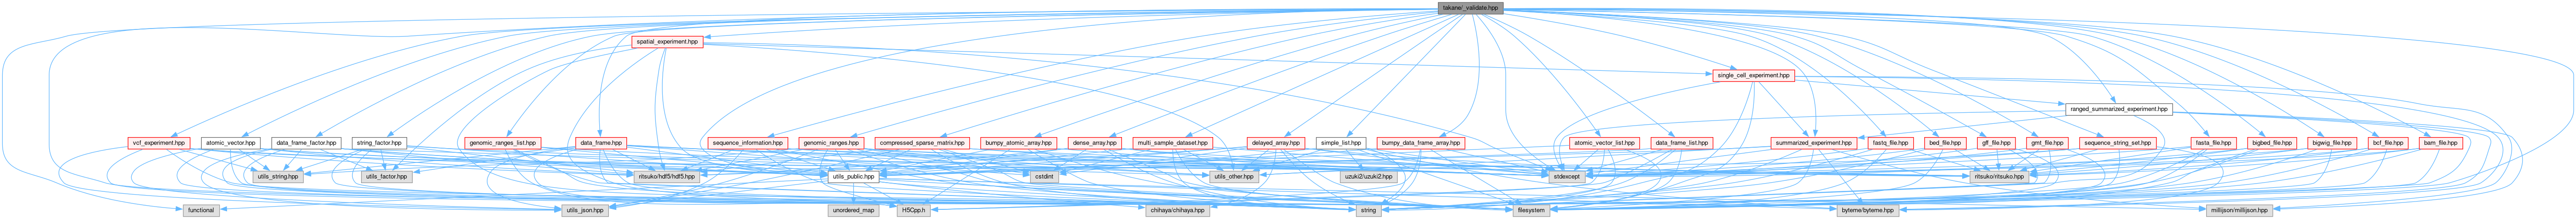 takane/_validate.hpp
spatial_experiment.hpp
single_cell_experiment.hpp
ranged_summarized_experiment.hpp
vcf_experiment.hpp
atomic_vector.hpp
data_frame_factor.hpp
string_factor.hpp
genomic_ranges_list.hpp
data_frame.hpp
sequence_information.hpp
genomic_ranges.hpp
compressed_sparse_matrix.hpp
bumpy_atomic_array.hpp
dense_array.hpp
multi_sample_dataset.hpp
delayed_array.hpp
simple_list.hpp
bumpy_data_frame_array.hpp
atomic_vector_list.hpp
data_frame_list.hpp
summarized_experiment.hpp
fastq_file.hpp
bed_file.hpp
gff_file.hpp
gmt_file.hpp
sequence_string_set.hpp
fasta_file.hpp
bigbed_file.hpp
bigwig_file.hpp
bcf_file.hpp
bam_file.hpp
utils_string.hpp
utils_factor.hpp
ritsuko/hdf5/hdf5.hpp
utils_public.hpp
cstdint
utils_other.hpp
uzuki2/uzuki2.hpp
stdexcept
ritsuko/ritsuko.hpp
functional
utils_json.hpp
unordered_map
H5Cpp.h
chihaya/chihaya.hpp
string
filesystem
byteme/byteme.hpp
millijson/millijson.hpp